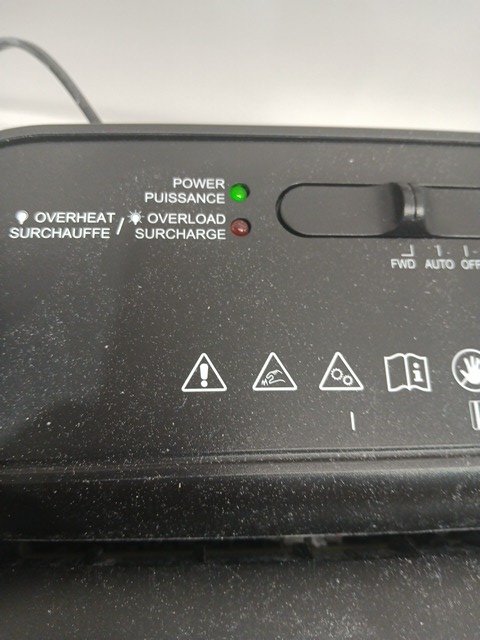 POWER
PUISSANCE
OVERHEAT / OVERLOAD
SURCHAUFFE SURCHARGE
FWD AUTO OFF